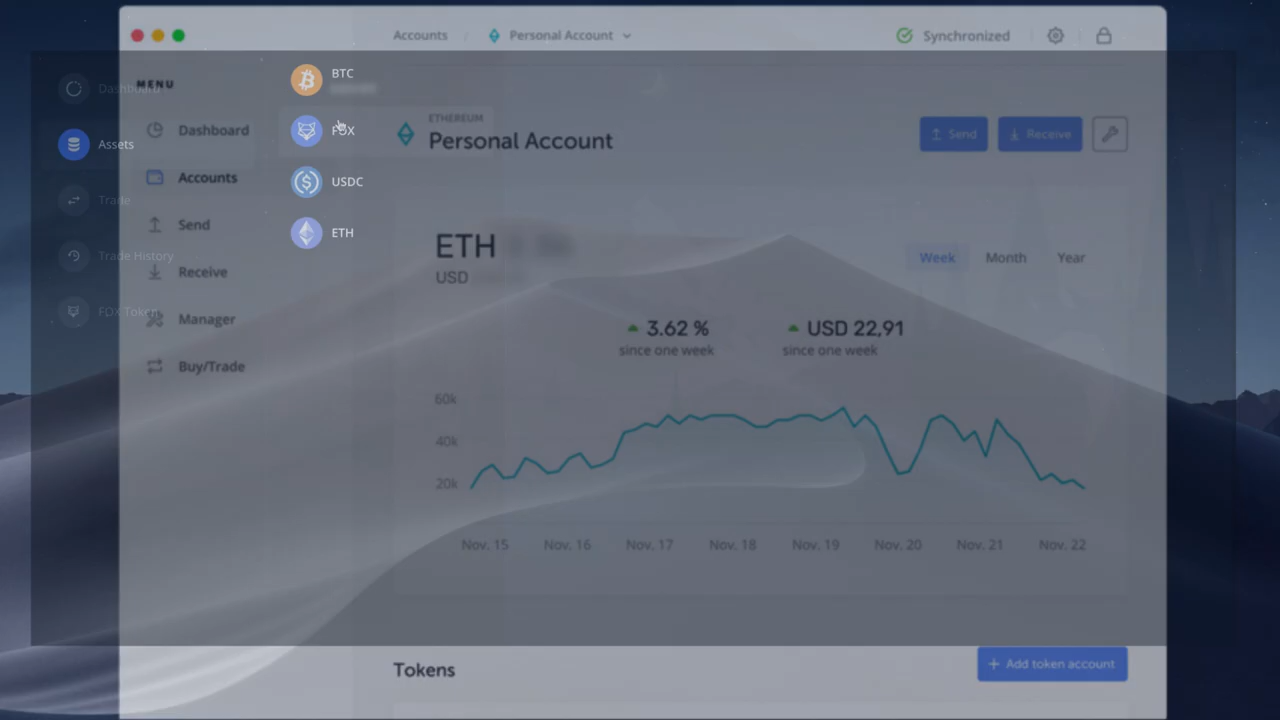 Accounts / Personal Account
Synchronized
MENU
Dashboard
Assets
Trade
Trade History
FOX Token
Dashboard
Accounts
Send
Receive
Manager
Buy/Trade
BTC
FOX
USDC
ETH
ETHEREUM
Personal Account
Send
Receive
ETH
USD
Week Month Year
3.62 %
since one week
USD 22,91
since one week
60k
40k
20k
Nov. 15 Nov. 16 Nov. 17 Nov. 18 Nov. 19 Nov. 20 Nov. 21 Nov. 22
Tokens
+ Add token account